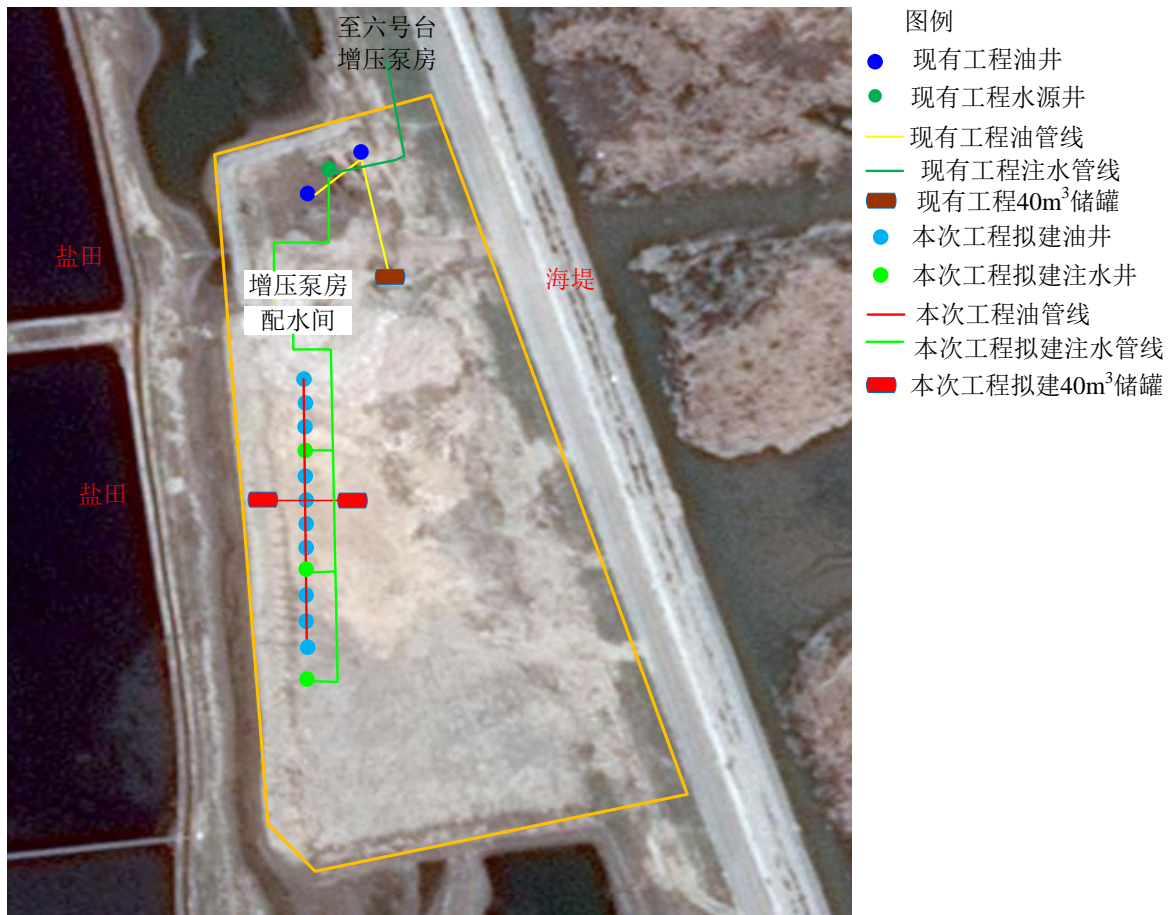 至六号台
增压泵房
盐田
增压泵房
配水间
海堤
盐田
图例
现有工程油井
现有工程水源井
现有工程油管线
现有工程注水管线
现有工程40m³储罐
本次工程拟建油井
本次工程拟建注水井
本次工程油管线
本次工程拟建注水管线
本次工程拟建40m³储罐